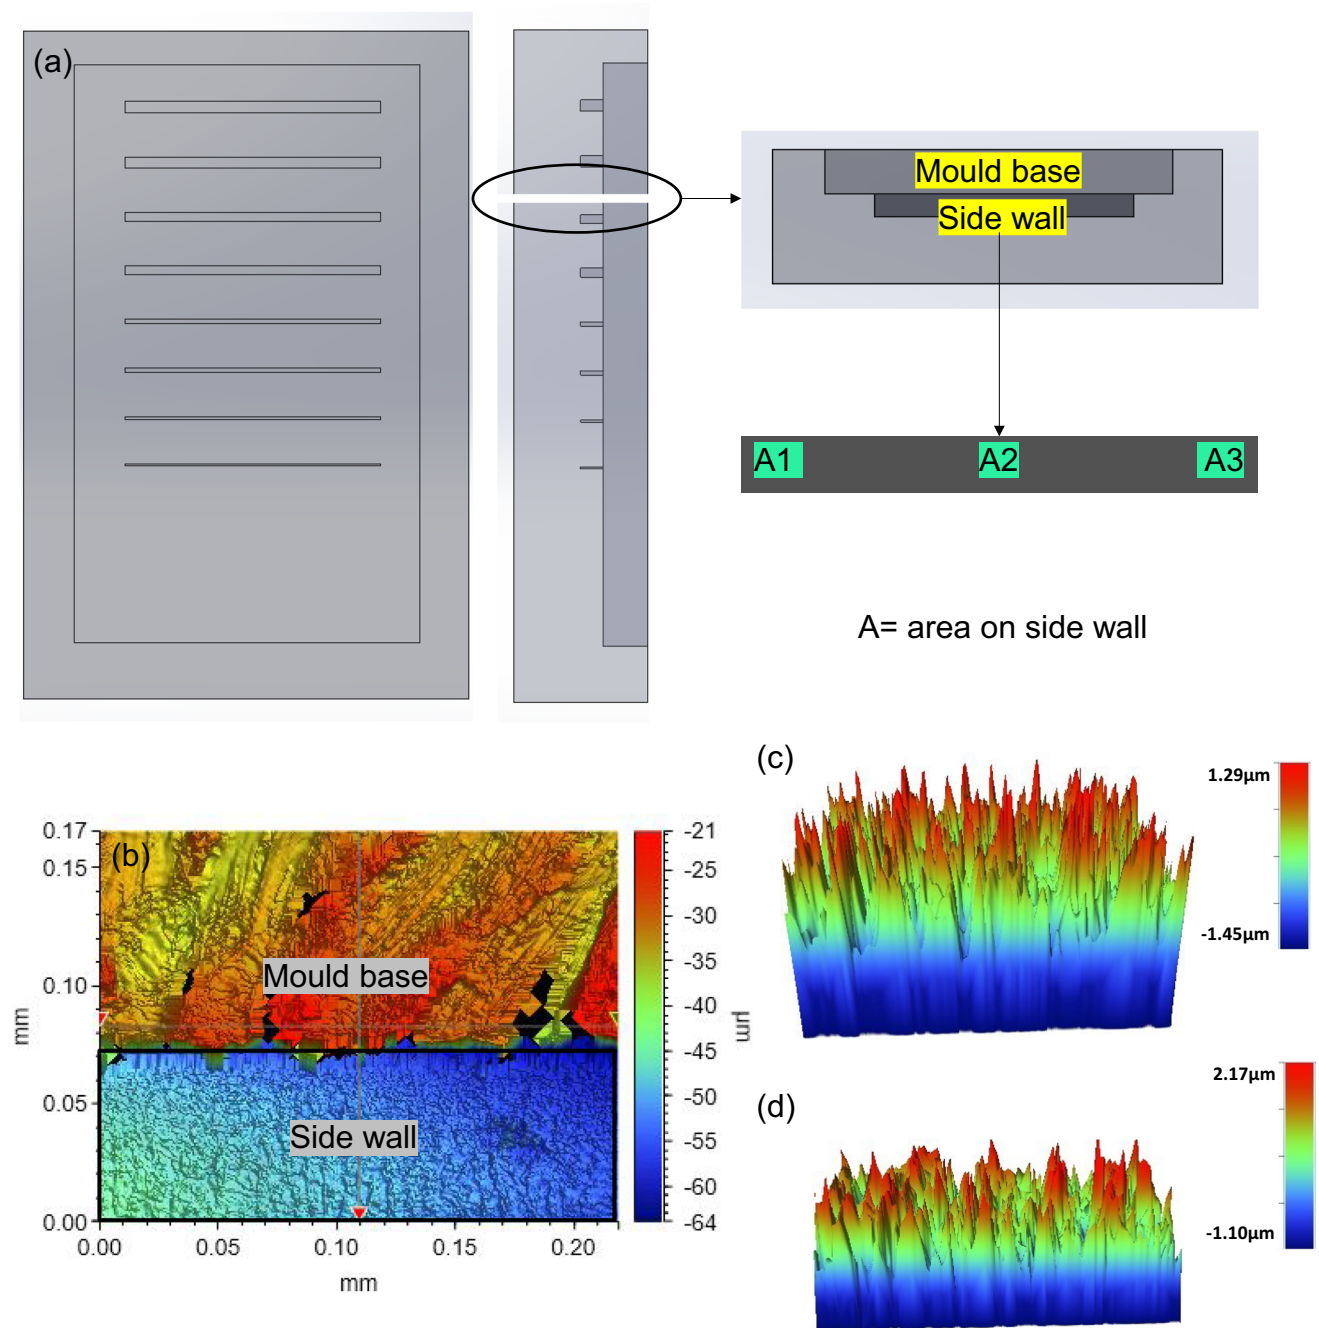 (a)
Mould base
Side wall
A1
A2
A3
A= area on side wall
(b)
0.17
0.15
0.10
0.05
0.00
mm
Mould base
Side wall
0.00
0.05
0.10
0.15
0.20
mm
-21
-25
-30
-35
-40
-45
-50
-55
-60
-64
µm
(c)
1.29µm
-1.45µm
(d)
2.17µm
-1.10µm